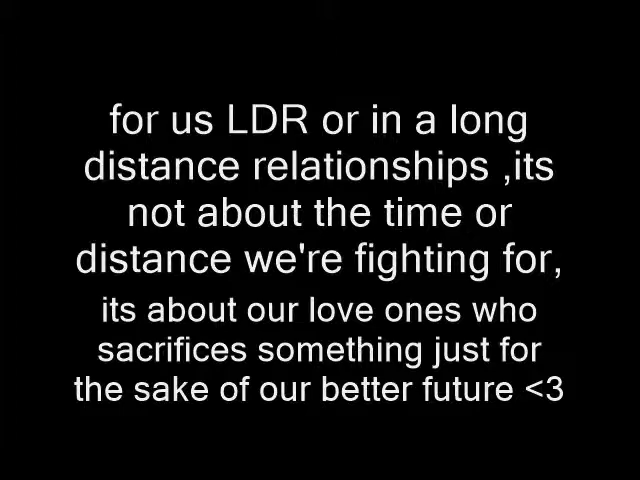 for us LDR or in a long
distance relationships ,its
not about the time or
distance we're fighting for,
its about our love ones who
sacrifices something just for
the sake of our better future <3